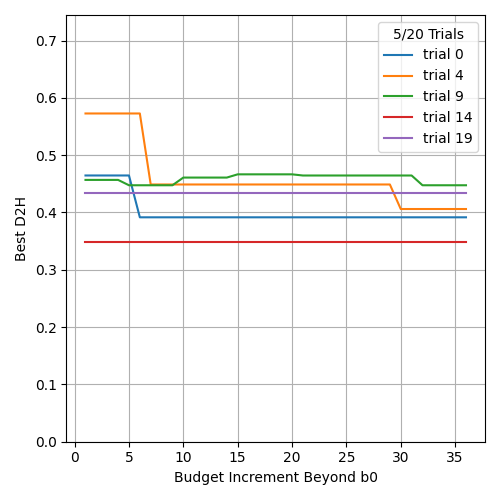 5/20 Trials
trial 0
trial 4
trial 9
trial 14
trial 19
0.7
0.6
0.5
0.4
0.3
0.2
0.1
0.0
Best D2H
0 5 10 15 20 25 30 35
Budget Increment Beyond b0